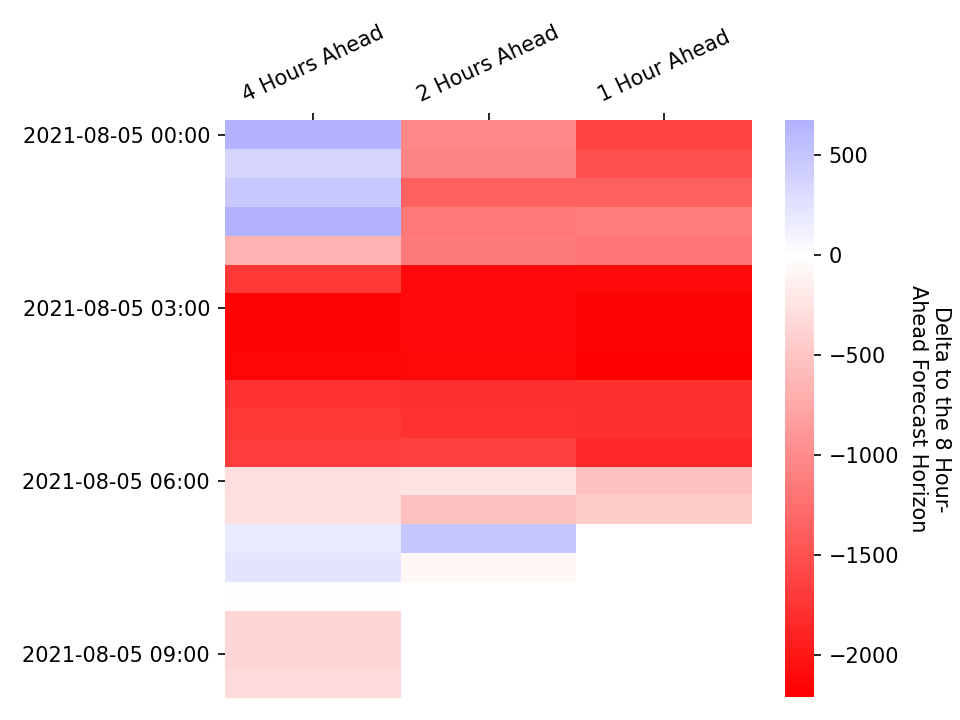 4 Hours Ahead
2 Hours Ahead
1 Hour Ahead
2021-08-05 00:00
2021-08-05 03:00
2021-08-05 06:00
2021-08-05 09:00
500
0
−500
−1000
−1500
−2000
Delta to the 8 Hour-
Ahead Forecast Horizon